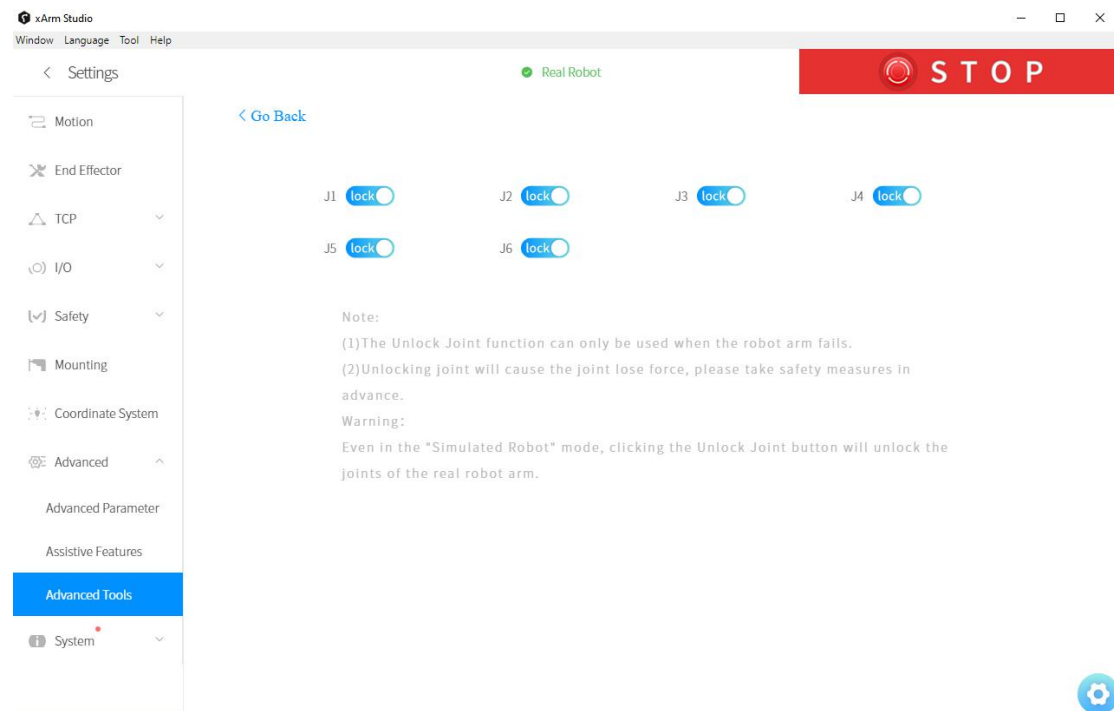 xArm Studio
Window Language Tool Help
Settings
Real Robot
STOP
Motion
End Effector
TCP
I/O
Safety
Mounting
Coordinate System
Advanced
Advanced Parameter
Assistive Features
Advanced Tools
System
< Go Back
J1 lock J2 lock J3 lock J4 lock
J5 lock J6 lock
Note:
(1)The Unlock Joint function can only be used when the robot arm fails.
(2)Unlocking joint will cause the joint lose force, please take safety measures in
advance.
Warning:
Even in the "Simulated Robot" mode, clicking the Unlock Joint button will unlock the
joints of the real robot arm.